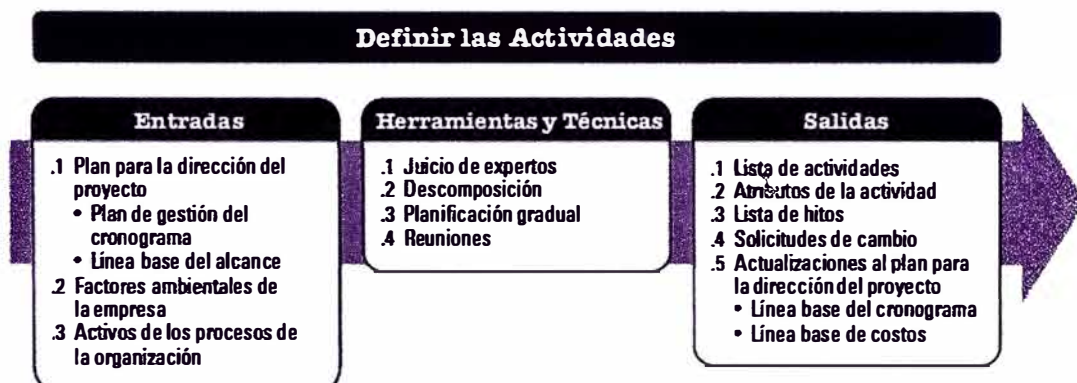 Definir las Actividades
Entradas
.1 Plan para la dirección del
proyecto
• Plan de gestión del
cronograma
• Línea base del alcance
.2 Factores ambientales de
la empresa
.3 Activos de los procesos de
la organización
Herramientas y Técnicas
.1 Juicio de expertos
.2 Descomposición
.3 Planificación gradual
.4 Reuniones
Salidas
.1 Lista de actividades
.2 Atributos de la actividad
.3 Lista de hitos
.4 Solicitudes de cambio
.5 Actualizaciones al plan para
la dirección del proyecto
• Línea base del cronograma
• Línea base de costos